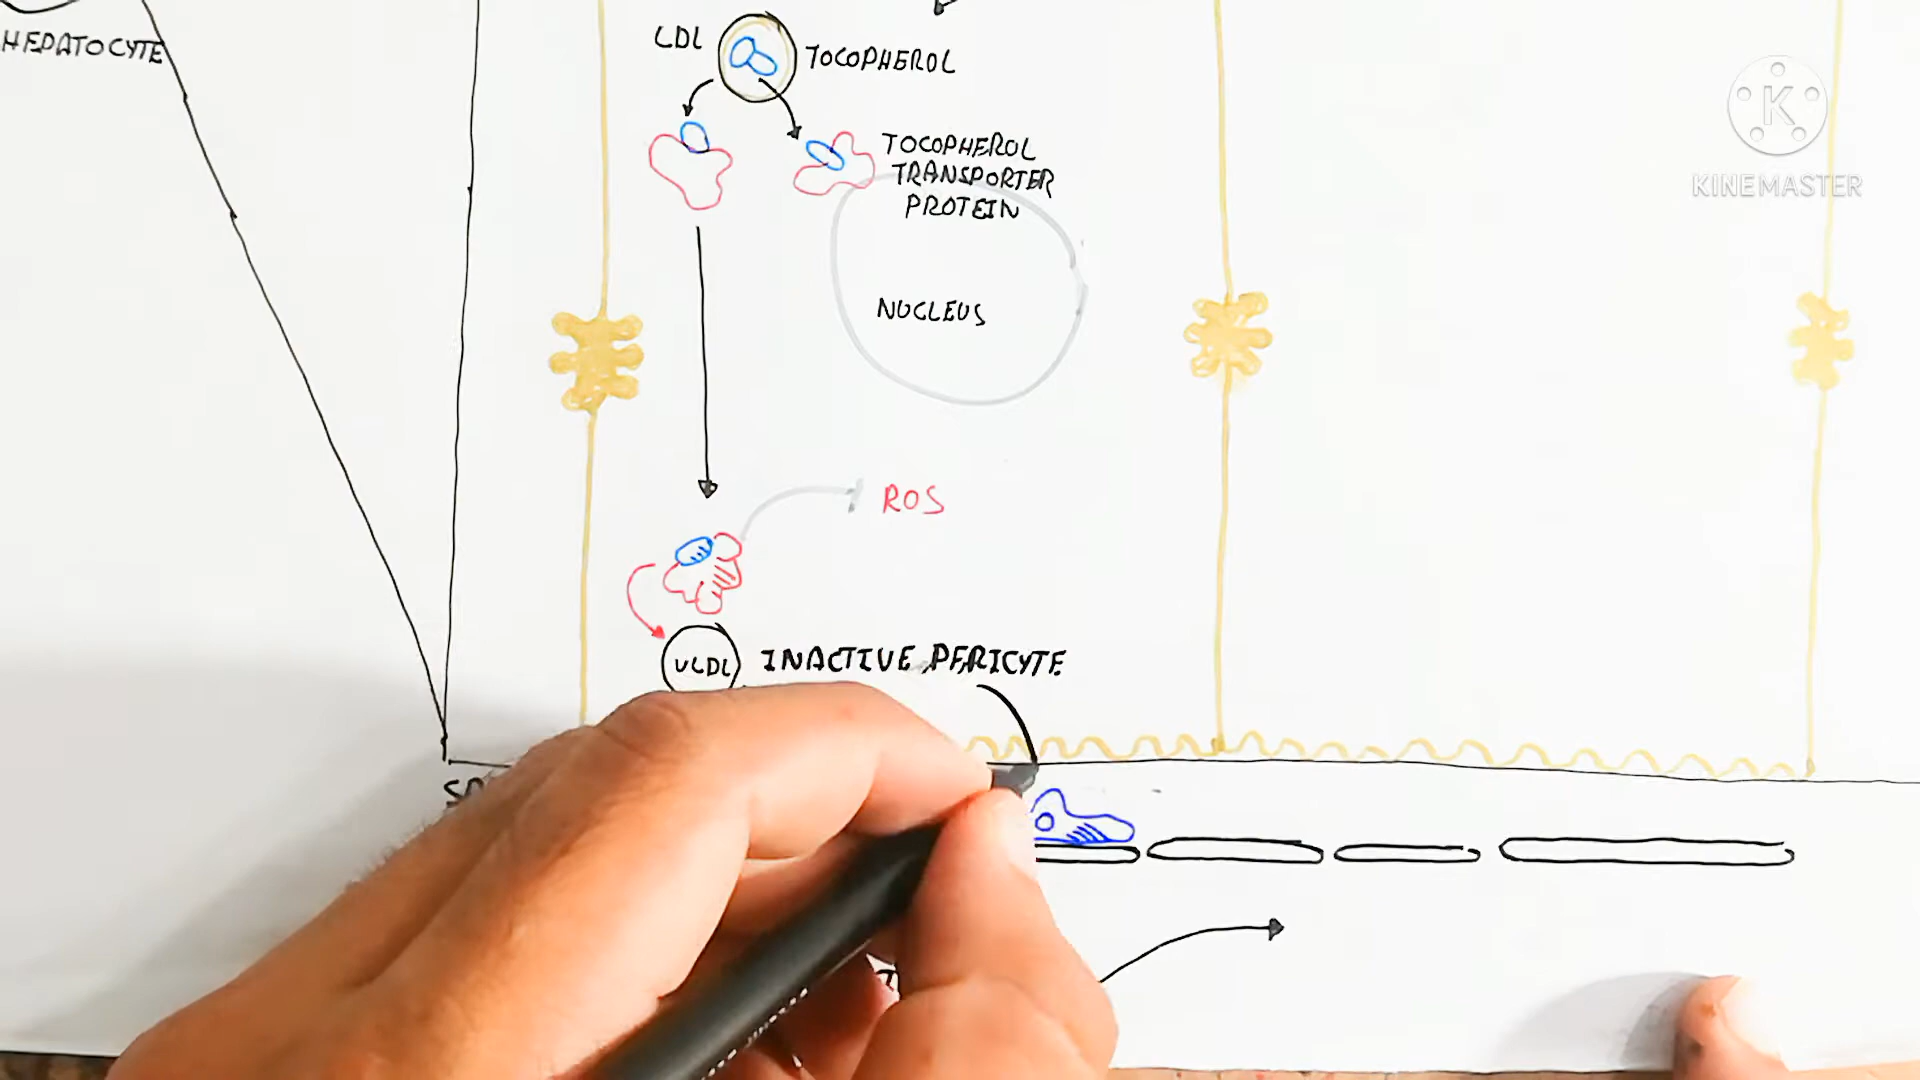 HEPATOCYTE
LDL
TOCOPHEROL
TOCOPHEROL
TRANSPORTER
PROTEIN
NUCLEUS
ROS
VLDL
INACTIVE PERICYTE
K
KINEMASTER